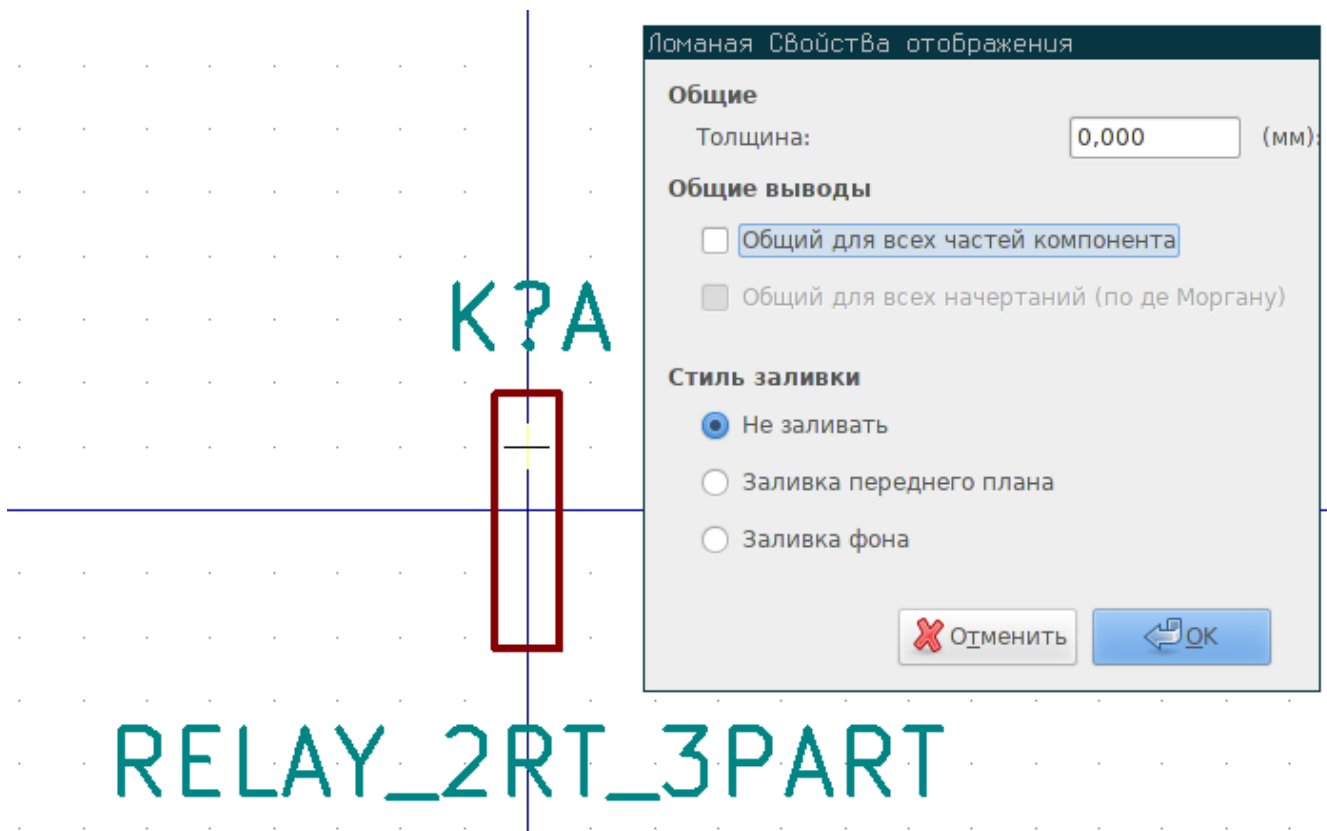 Ломаная Свойства отображения
Общие
Толщина: 0,000 (мм):
Общие выводы
Общий для всех частей компонента
Общий для всех начертаний (по де Моргану)
Стиль заливки
Не заливать
Заливка переднего плана
Заливка фона
Отменить OK
K?A
RELAY_2RT_3PART